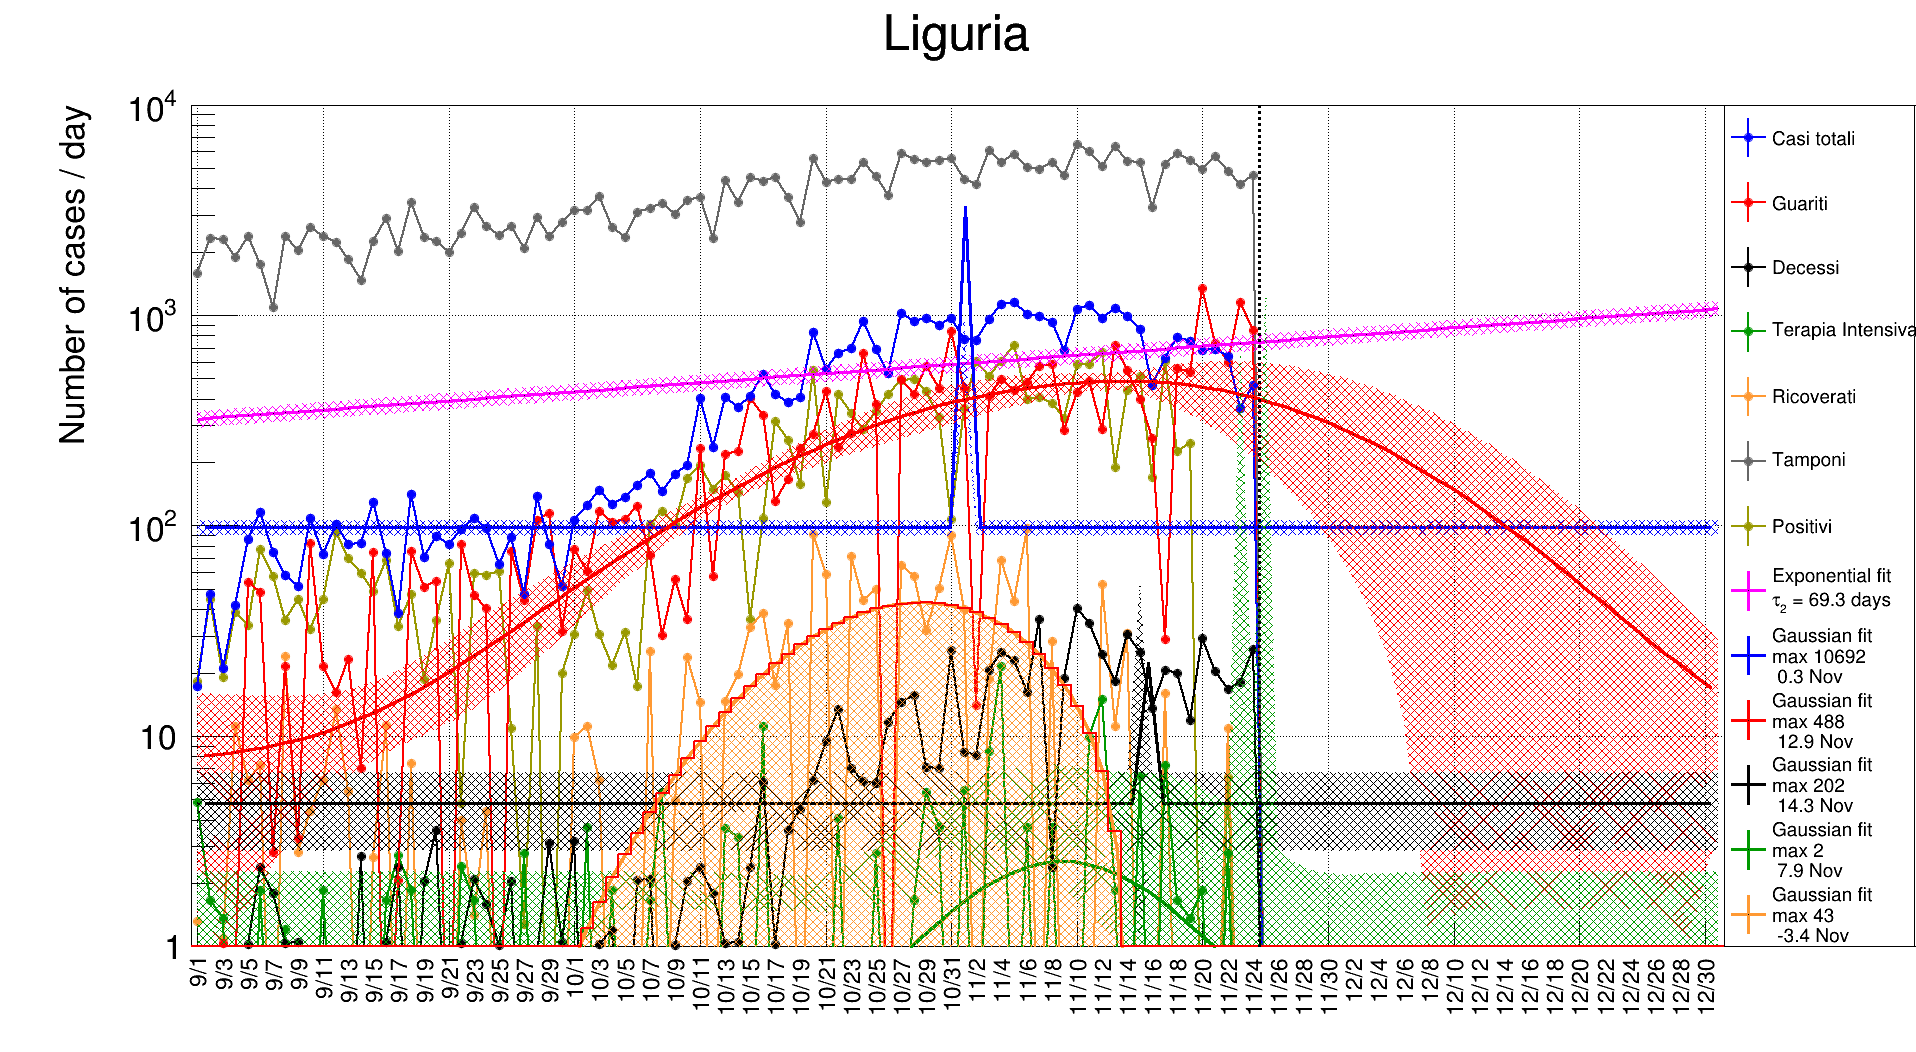 Liguria
Number of cases / day
10^4
10^3
10^2
10
1
9/1
9/3
9/5
9/7
9/9
9/11
9/13
9/15
9/17
9/19
9/21
9/23
9/25
9/27
9/29
10/1
10/3
10/5
10/7
10/9
10/11
10/13
10/15
10/17
10/19
10/21
10/23
10/25
10/27
10/29
10/31
11/2
11/4
11/6
11/8
11/10
11/12
11/14
11/16
11/18
11/20
11/22
11/24
11/26
11/28
11/30
12/2
12/4
12/6
12/8
12/10
12/12
12/14
12/16
12/18
12/20
12/22
12/24
12/26
12/28
12/30
Casi totali
Guariti
Decessi
Terapia Intensiva
Ricoverati
Tamponi
Positivi
Exponential fit
τ₂ = 69.3 days
Gaussian fit
max 10692
0.3 Nov
Gaussian fit
max 488
12.9 Nov
Gaussian fit
max 202
14.3 Nov
Gaussian fit
max 2
7.9 Nov
Gaussian fit
max 43
-3.4 Nov